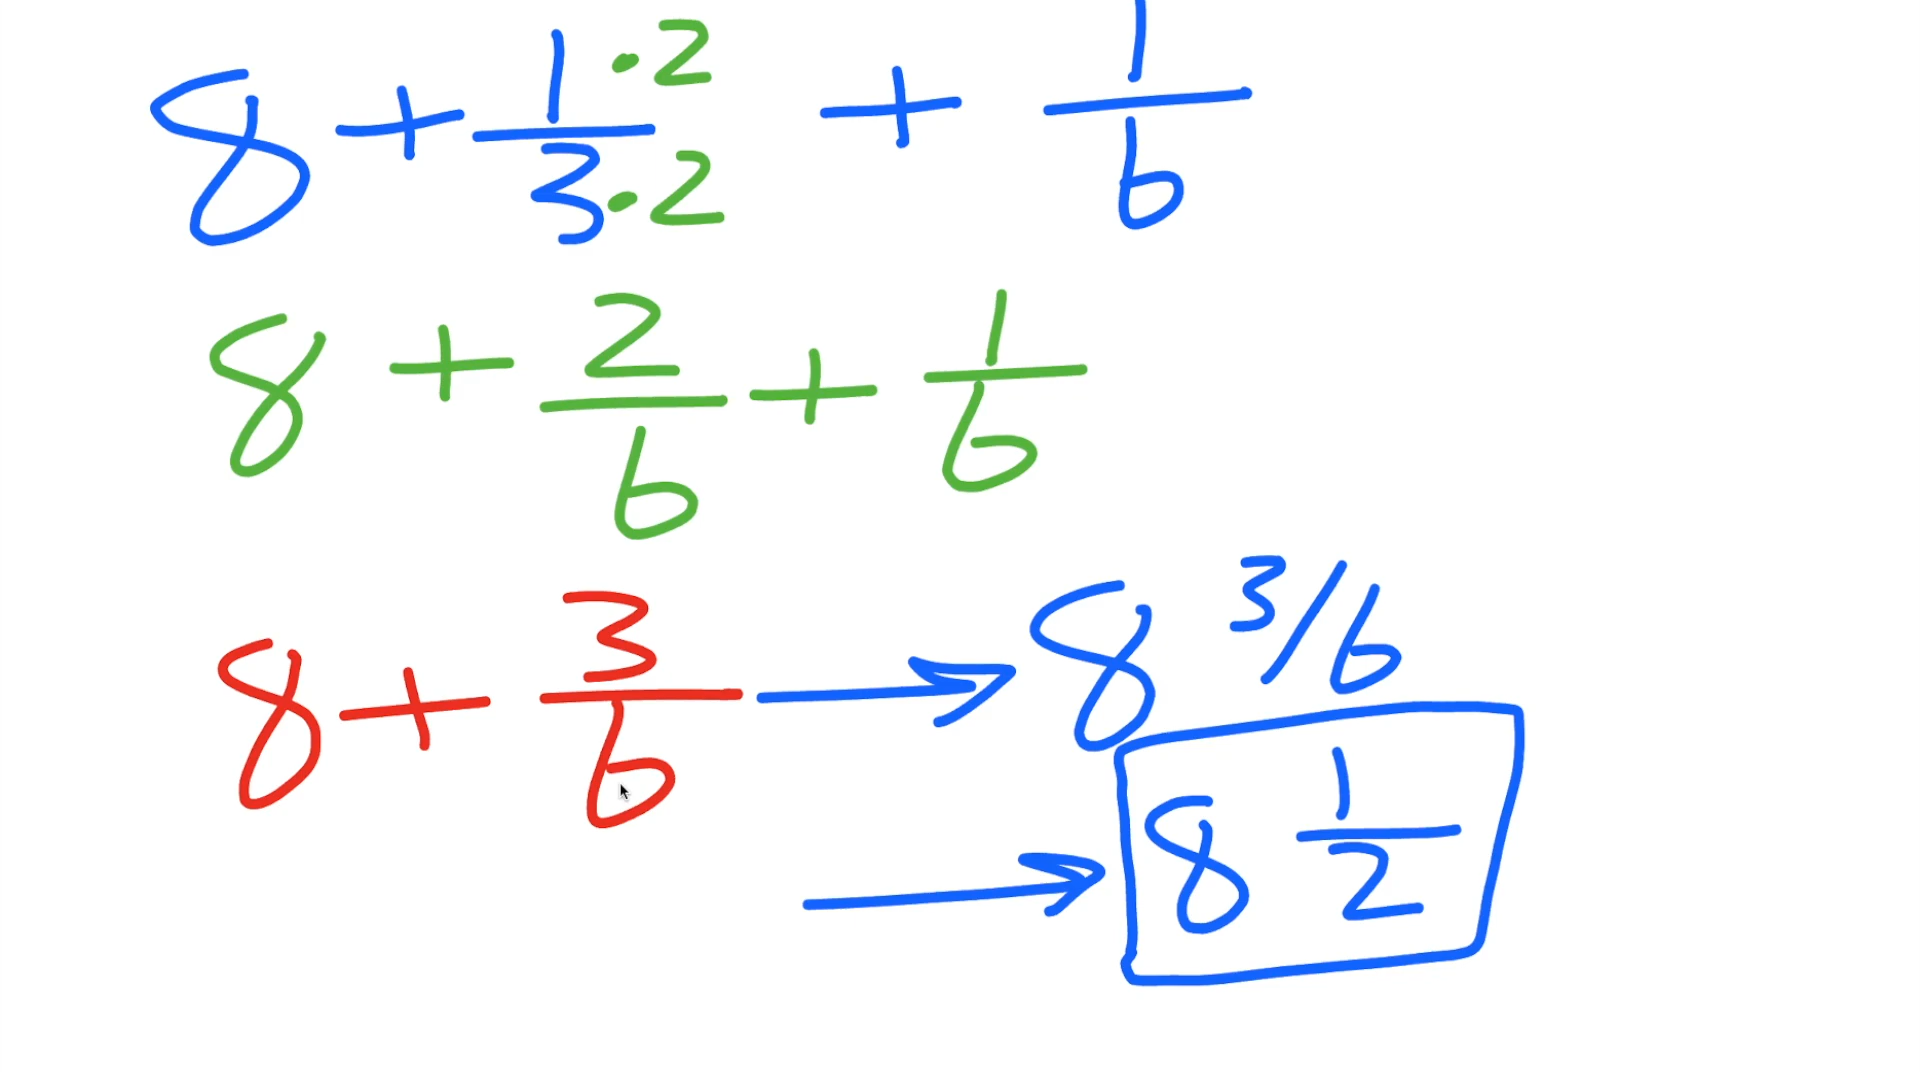 8 + 1·2/3·2 + 1/6
8 + 2/6 + 1/6
8 + 3/6 → 8 3/6
→ 8 1/2